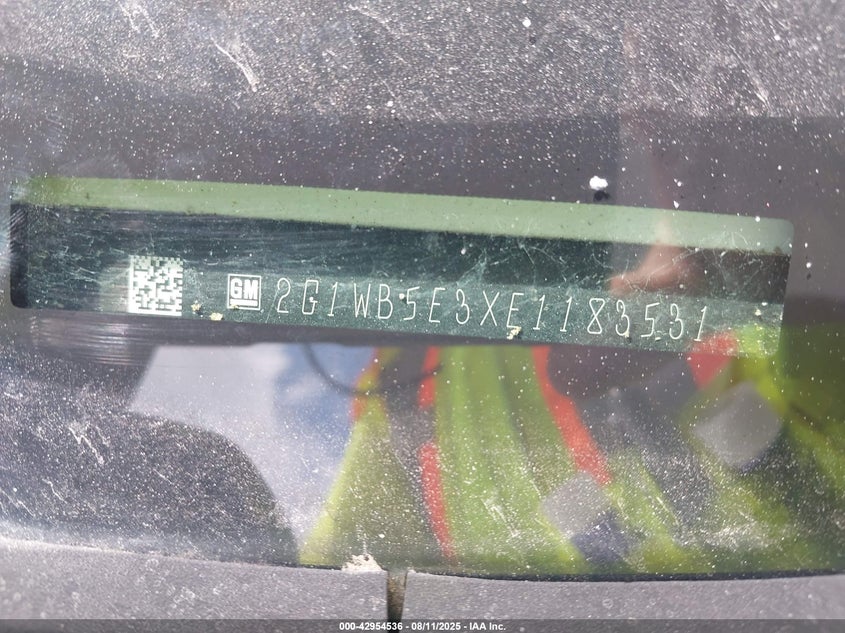 GM 2G1WB5E3XE1183531
000-42954536 - 08/11/2025 - IAA Inc.